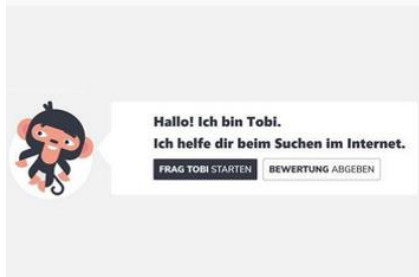 Hallo! Ich bin Tobi.
Ich helfe dir beim Suchen im Internet.
FRAG TOBI STARTEN BEWERTUNG ABGEBEN